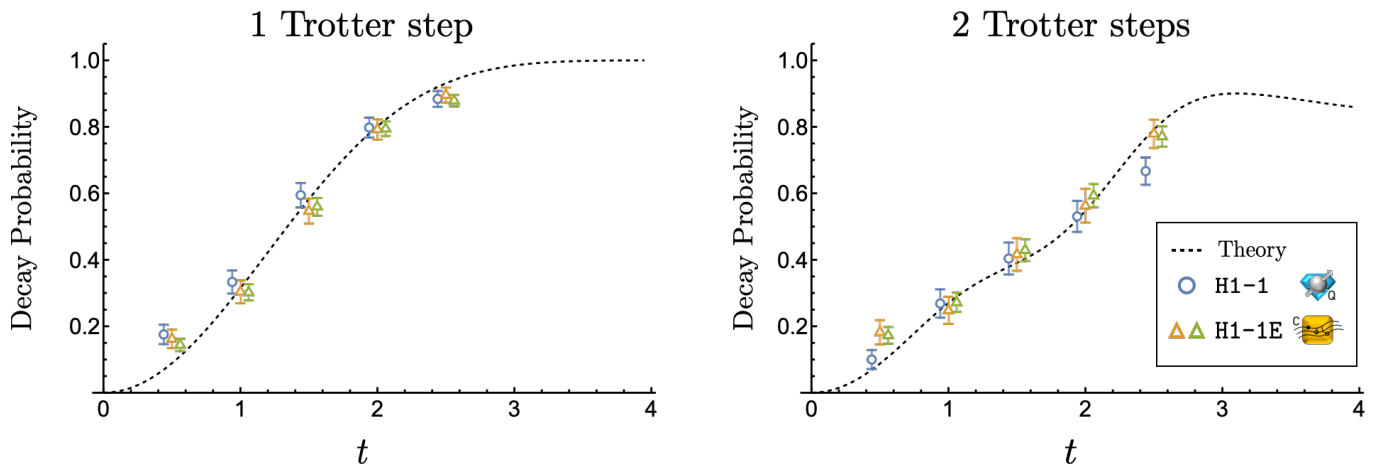 1 Trotter step
Decay Probability
1.0
0.8
0.6
0.4
0.2
0
1
2
3
4
t
2 Trotter steps
Decay Probability
1.0
0.8
0.6
0.4
0.2
0
1
2
3
4
t
Theory
H1-1
Q
H1-1E
C